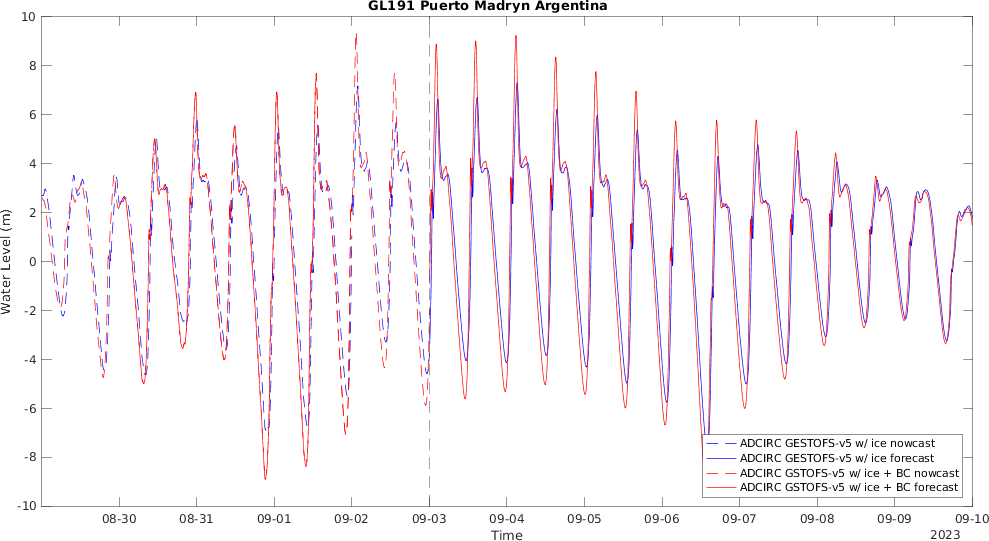 GL191 Puerto Madryn Argentina
10
8
6
4
2
0
-2
-4
-6
-8
-10
Water Level (m)
ADCIRC GESTOFS-v5 w/ ice nowcast
ADCIRC GESTOFS-v5 w/ ice forecast
ADCIRC GSTOFS-v5 w/ ice + BC nowcast
ADCIRC GSTOFS-v5 w/ ice + BC forecast
08-30 08-31 09-01 09-02 09-03 09-04 09-05 09-06 09-07 09-08 09-09 09-10
Time
2023